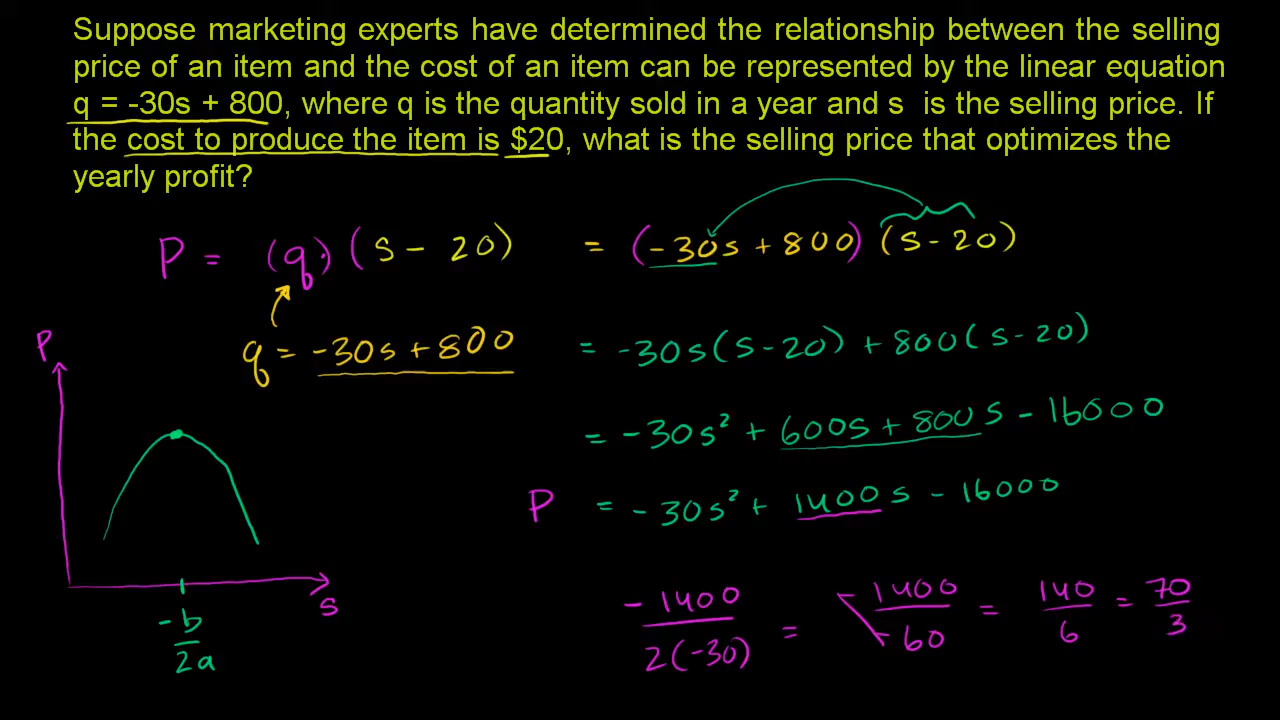 Suppose marketing experts have determined the relationship between the selling
price of an item and the cost of an item can be represented by the linear equation
q = -30s + 800, where q is the quantity sold in a year and s is the selling price. If
the cost to produce the item is $20, what is the selling price that optimizes the
yearly profit?
P = (q)(s - 20) = (-30s + 800)(s - 20)
q = -30s + 800 = -30s(s - 20) + 800(s - 20)
= -30s² + 600s + 800s - 16000
P = -30s² + 1400s - 16000
P
s
-b/2a
-1400/2(-30) = -1400/-60 = 140/6 = 70/3